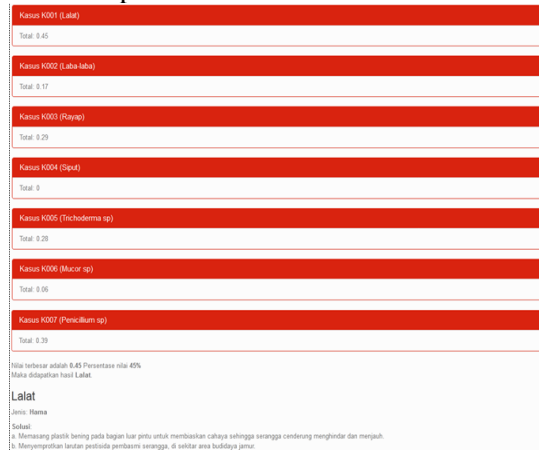 Kasus K001 (Lalat)
Total: 0.45
Kasus K002 (Laba-laba)
Total: 0.17
Kasus K003 (Rayap)
Total: 0.29
Kasus K004 (Siput)
Total: 0
Kasus K005 (Trichoderma sp)
Total: 0.28
Kasus K006 (Mucor sp)
Total: 0.06
Kasus K007 (Penicillium sp)
Total: 0.39
Nilai terbesar adalah 0.45 Persentase nilai 45%
Maka didapatkan hasil Lalat.
Lalat
Jenis: Hama
Solusi:
a. Memasang plastik bening pada bagian luar pintu untuk membiaskan cahaya sehingga serangga cenderung menghindar dan menjauh.
b. Menyemprotkan larutan pestisida pembasmi serangga, di sekitar area budidaya jamur.